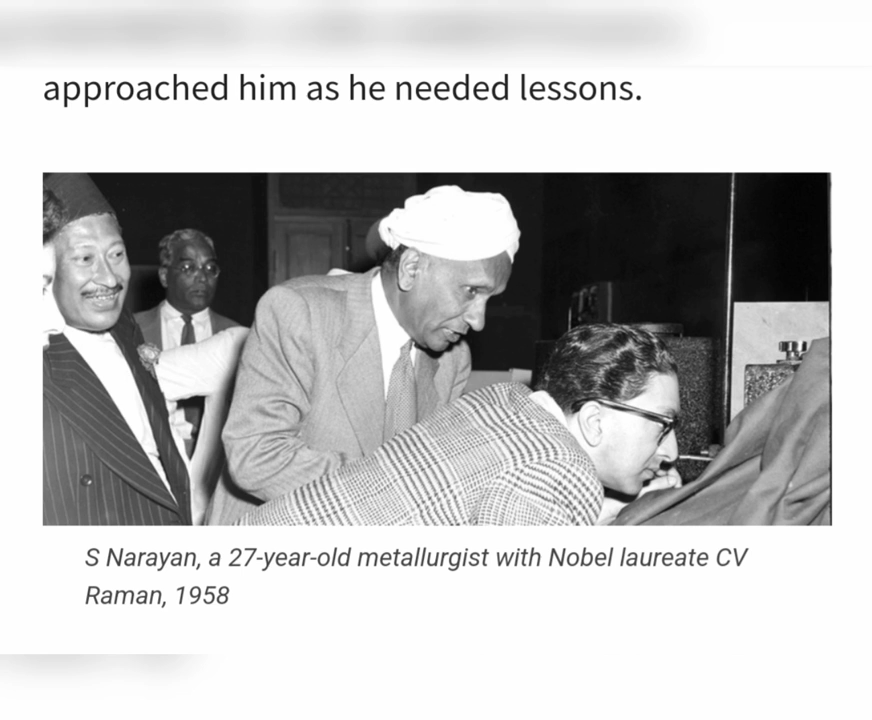 approached him as he needed lessons.
S Narayan, a 27-year-old metallurgist with Nobel laureate CV
Raman, 1958